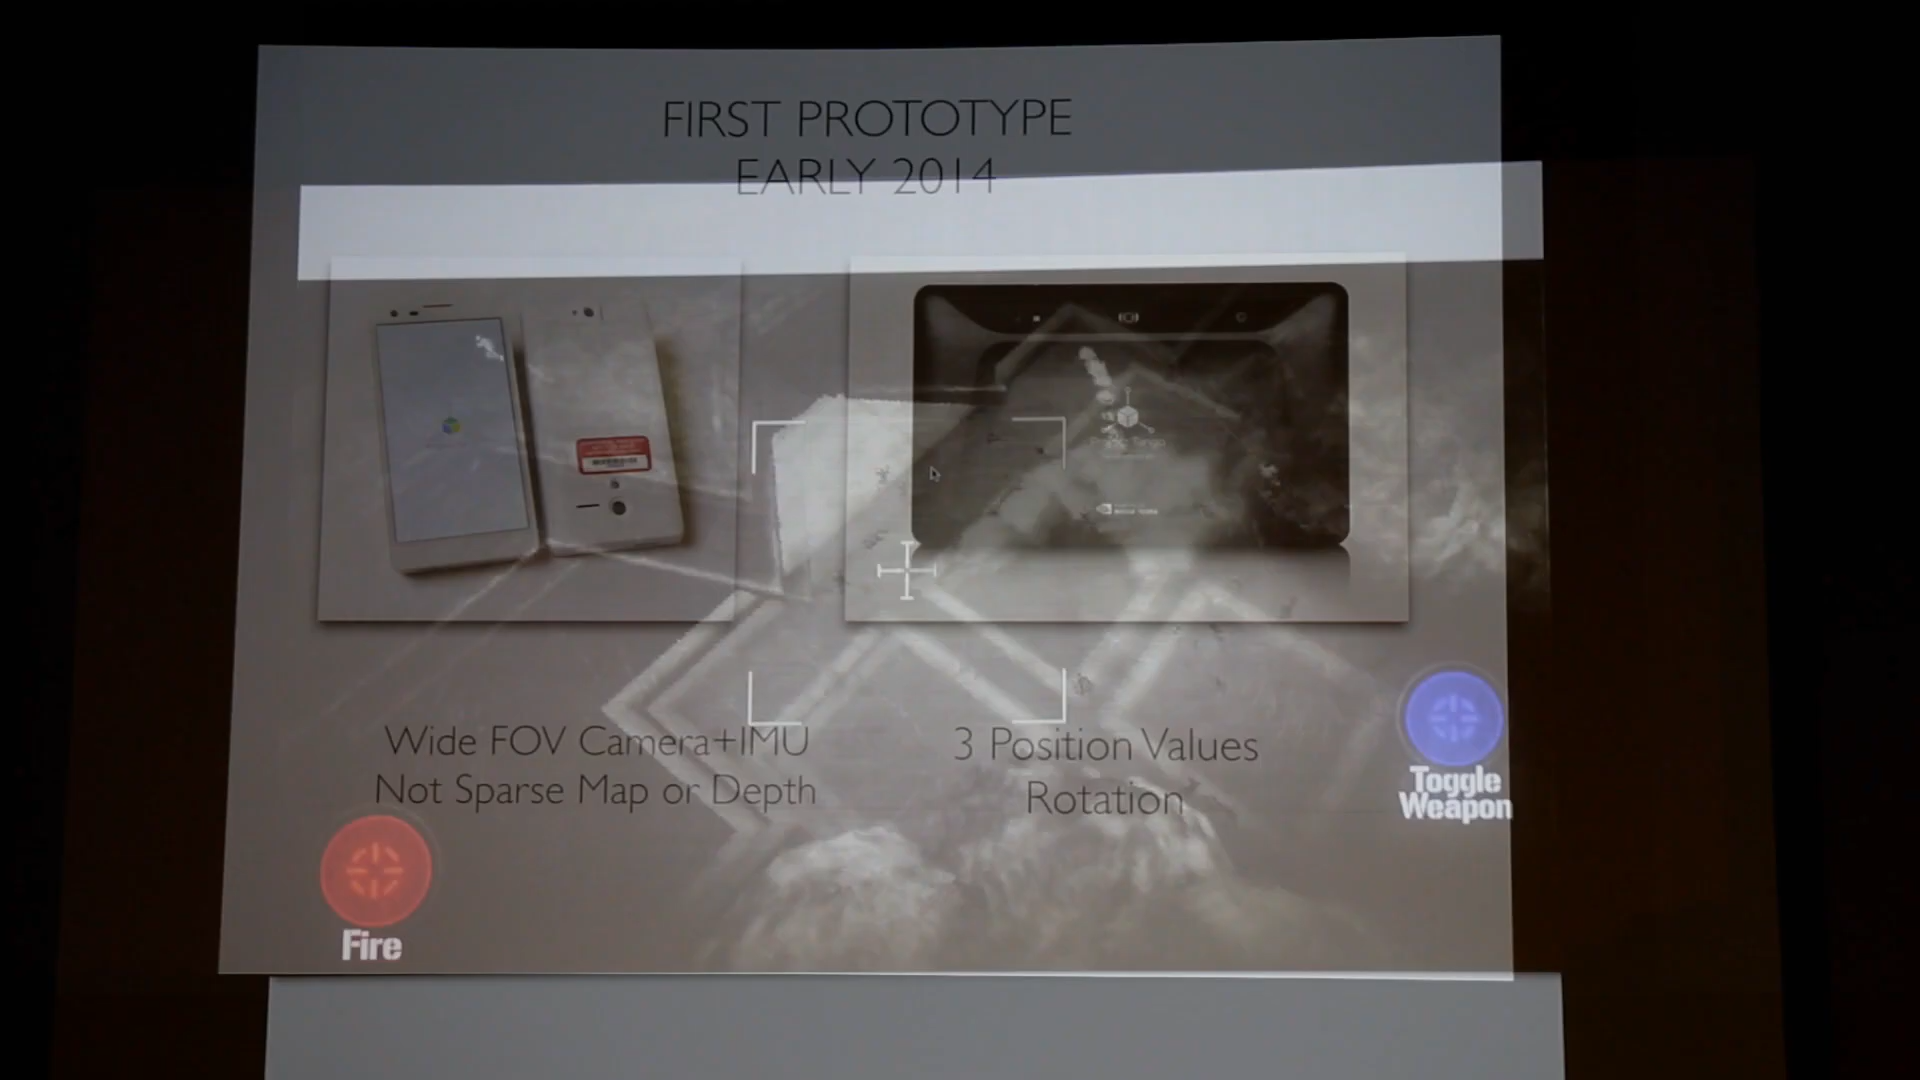 FIRST PROTOTYPE
EARLY 2014
Wide FOV Camera+IMU
Not Sparse Map or Depth
3 Position Values
Rotation
Toggle
Weapon
Fire